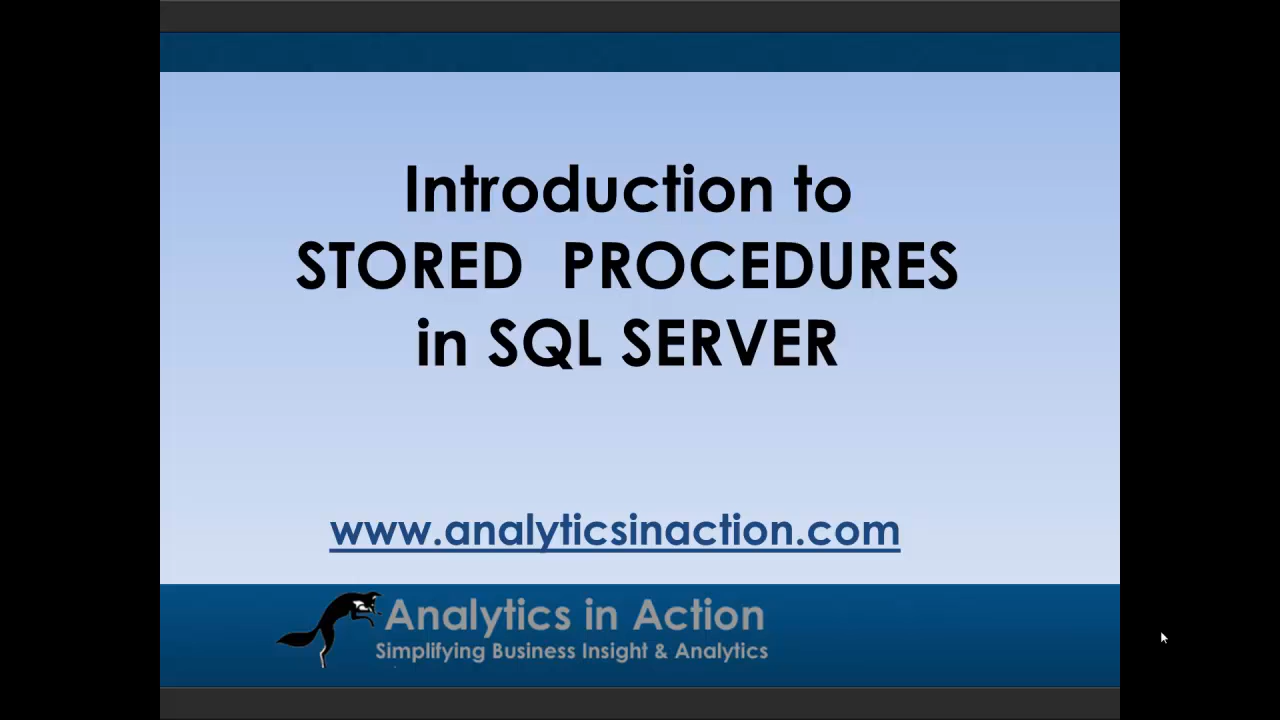 Introduction to
STORED PROCEDURES
in SQL SERVER
www.analyticsinaction.com
Analytics in Action
Simplifying Business Insight & Analytics